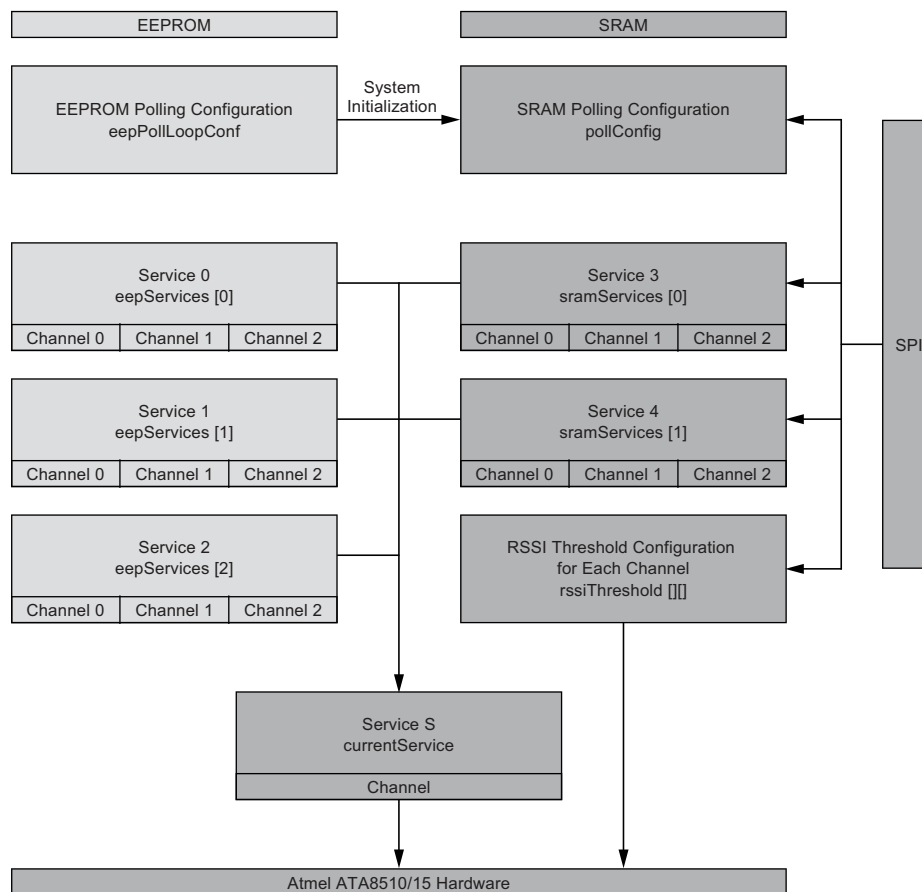 EEPROM
SRAM
EEPROM Polling Configuration
eepPollLoopConf
System
Initialization
SRAM Polling Configuration
pollConfig
SPI
Service 0
eepServices [0]
Channel 0
Channel 1
Channel 2
Service 3
sramServices [0]
Channel 0
Channel 1
Channel 2
Service 1
eepServices [1]
Channel 0
Channel 1
Channel 2
Service 4
sramServices [1]
Channel 0
Channel 1
Channel 2
Service 2
eepServices [2]
Channel 0
Channel 1
Channel 2
RSSI Threshold Configuration
for Each Channel
rssiThreshold [][]
Service S
currentService
Channel
Atmel ATA8510/15 Hardware